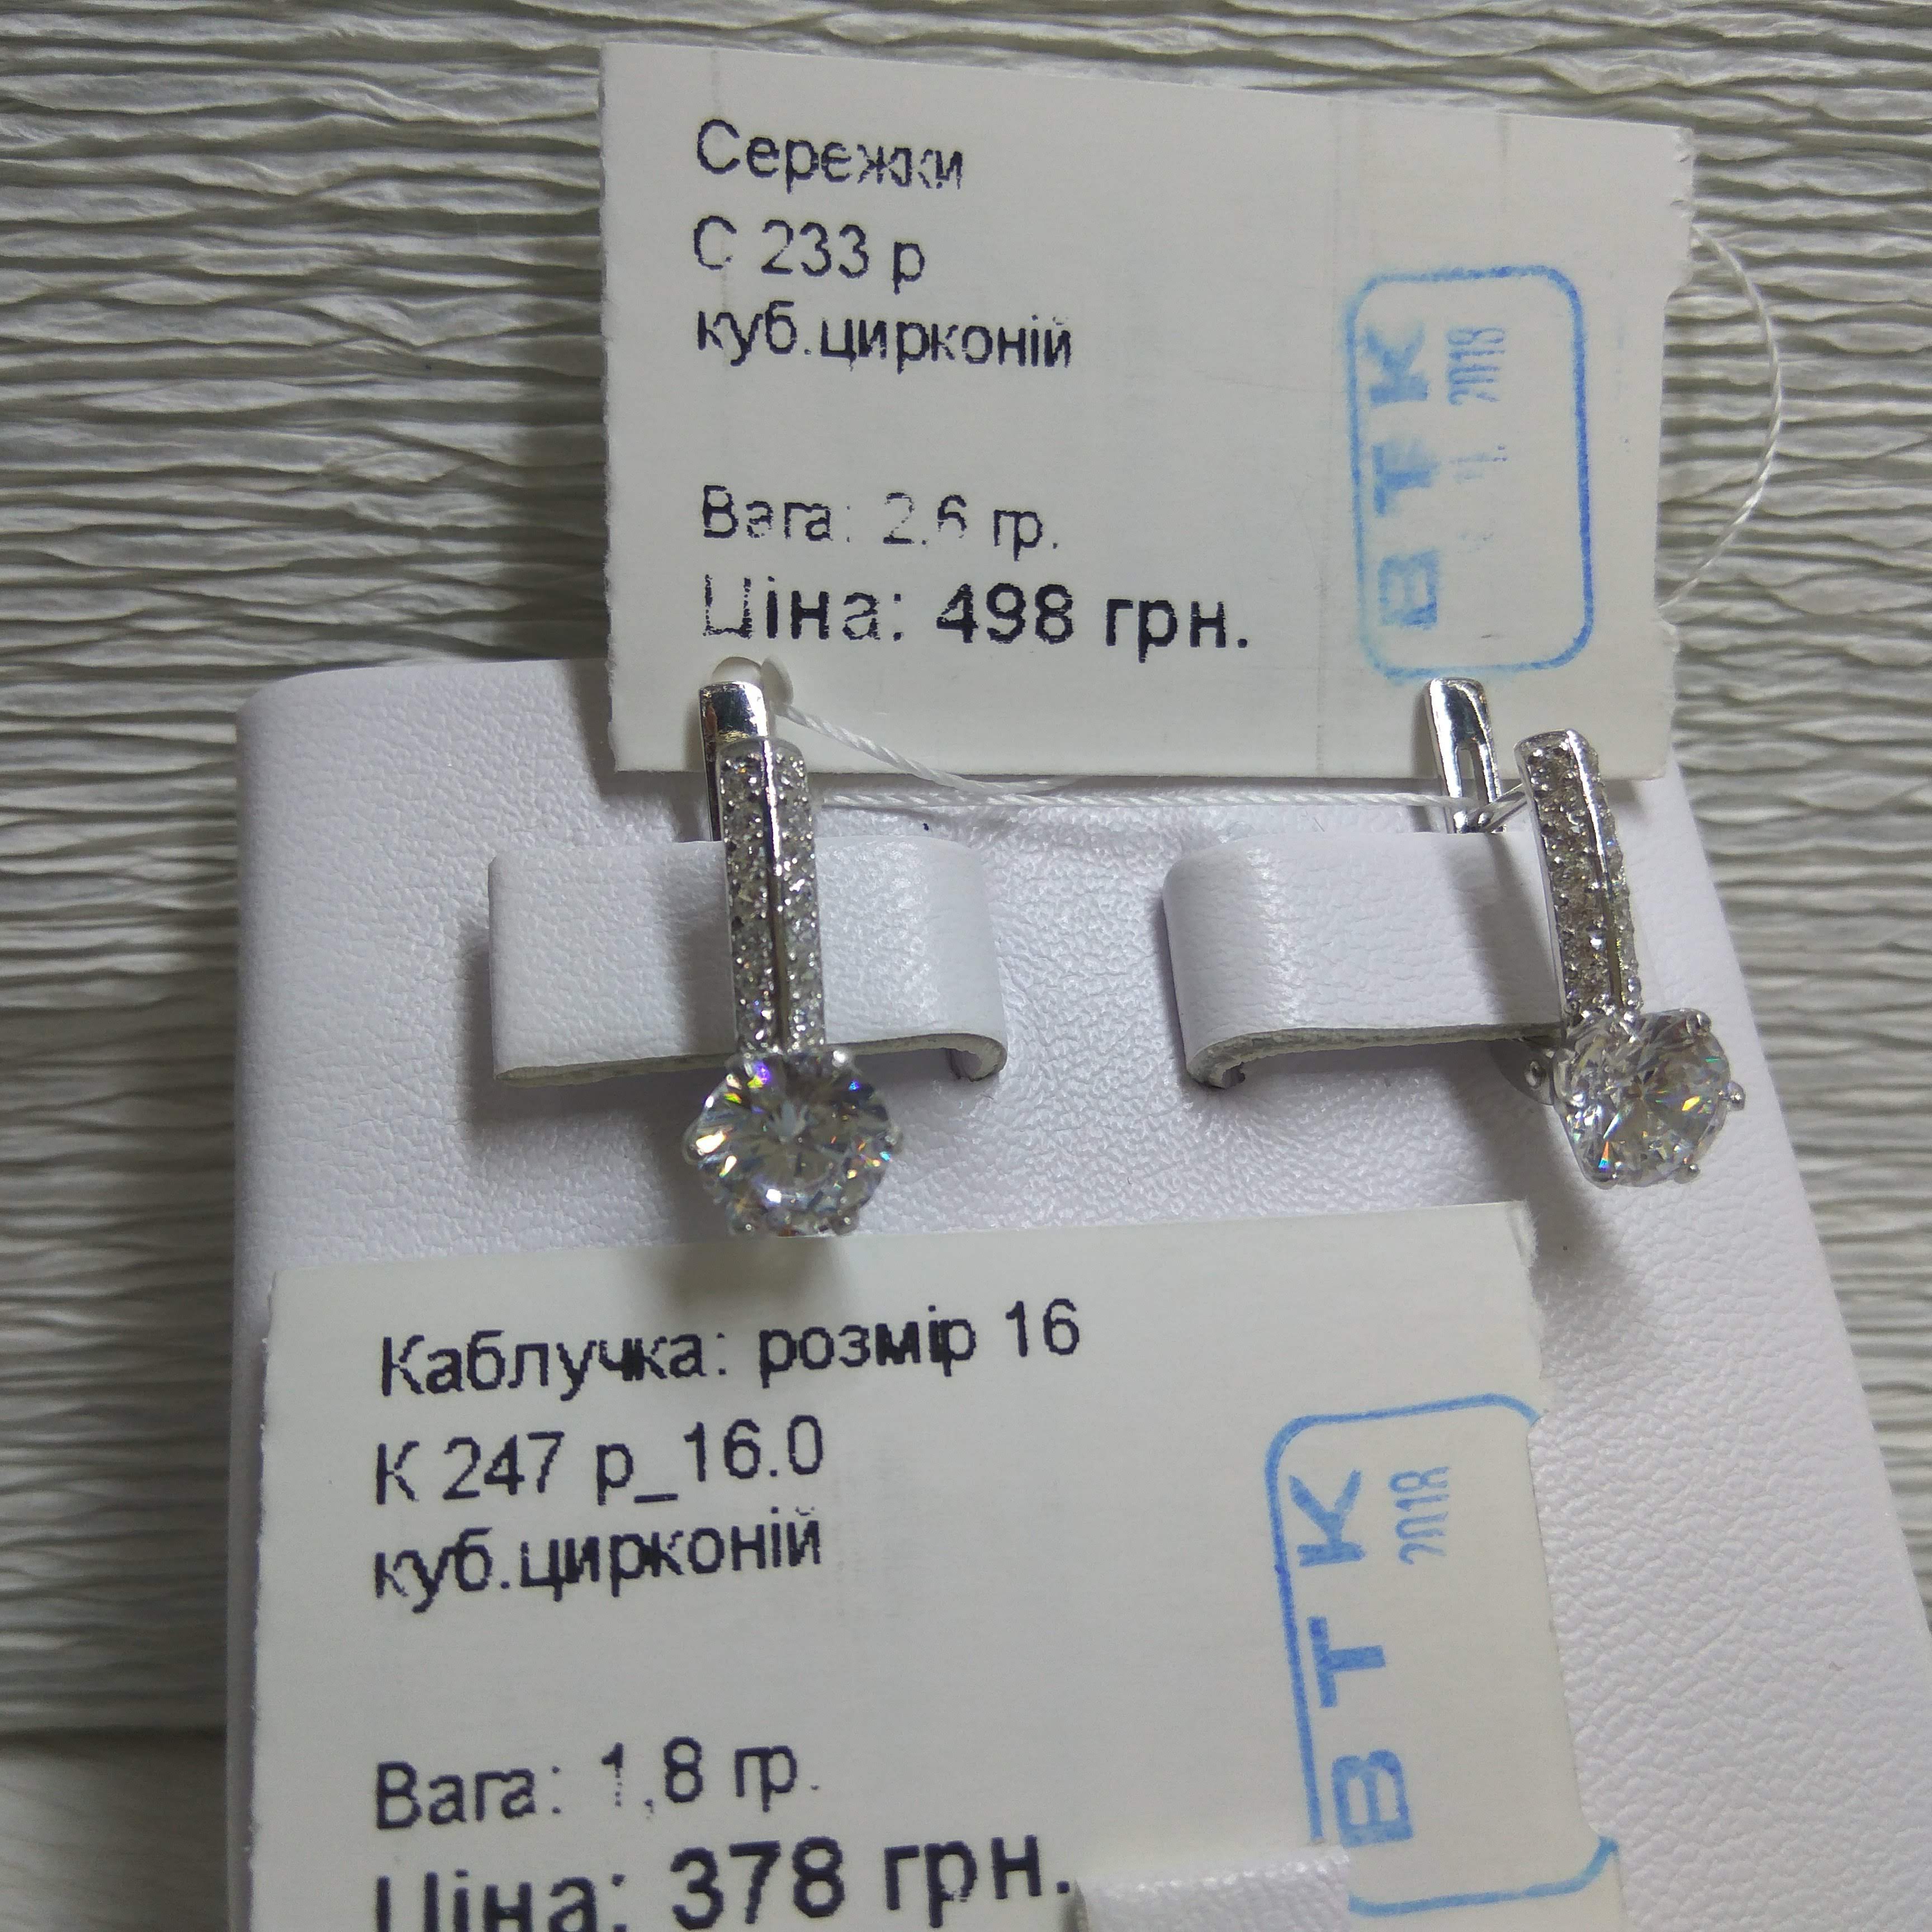 Сережки
С 233 р
куб.цирконій
Вага: 2.6 гр.
Ціна: 498 грн.
ВТК
2018
Каблучка: розмір 16
К 247 р_16.0
куб.цирконій
Вага: 1,8 гр.
Ціна: 378 грн.
ВТК
2018